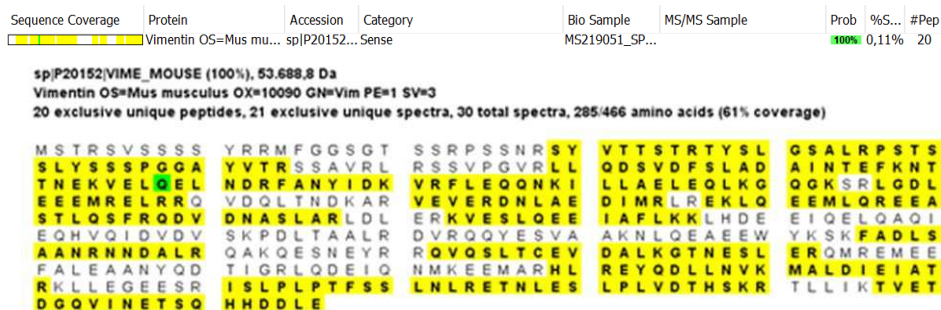 Sequence Coverage Protein Accession Category Bio Sample MS/MS Sample Prob %S... #Pep
Vimentin OS=Mus mu... sp|P20152... Sense MS219051_SP... 100% 0,11% 20
sp|P20152|VIME_MOUSE (100%), 53.688,8 Da
Vimentin OS=Mus musculus OX=10090 GN=Vim PE=1 SV=3
20 exclusive unique peptides, 21 exclusive unique spectra, 30 total spectra, 285/466 amino acids (61% coverage)
MSTRSVSSSS YRRMFGGSGT SSRPSSNRSY VTTSTRTYSL GSALRPSTS
SLYSSSPGGA YVTRSSAVRL RSSVPGVRLL QDSVDFSLAD AINTEFKNT
TNEKVELQEL NDRFANYIDK VRFLEQQNKI LLAELEQLKG QGKSRLGDL
EEEMRELRRQ VDQLTNDKAR VEVERDNLAE DIMRLREKLQ EEMLQREEA
STLQSFRQDV DNASLARLDL ERKVESLQEE IAFLKKLHDE EIQELQAQI
EQHVQIDVDV SKPDLTAALR DVRQQYESVA AKNLQEAEEW YKSKFADLS
AANRNNDALR QAKQESNEYR RQVQSLTCEV DALKGTNESL ERQMREMEE
FALEAANYQD TIGRLQDEIQ NMKEEMARHL REYQDLLNVK MALDIEIAT
RKLLEGEESR ISLPLPTFSS LNLRETNLES LPLVDTHSKR TLLIKTVET
DGQVINETSQ HHDDLE